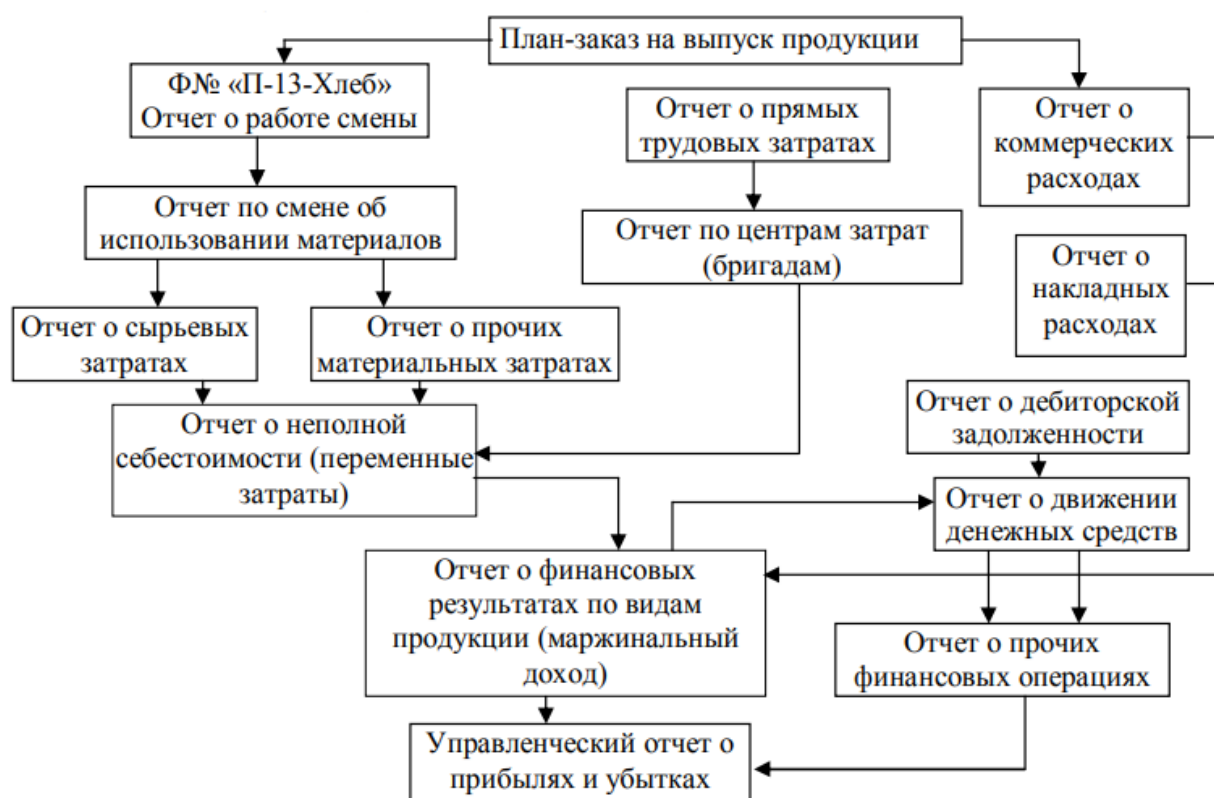 План-заказ на выпуск продукции
Ф№ «П-13-Хлеб»
Отчет о работе смены
Отчет о прямых
трудовых затратах
Отчет о
коммерческих
расходах
Отчет по смене об
использовании материалов
Отчет по центрам затрат
(бригадам)
Отчет о
накладных
расходах
Отчет о сырьевых
затратах
Отчет о прочих
материальных затратах
Отчет о неполной
себестоимости (переменные
затраты)
Отчет о дебиторской
задолженности
Отчет о движении
денежных средств
Отчет о финансовых
результатах по видам
продукции (маржинальный
доход)
Отчет о прочих
финансовых операциях
Управленческий отчет о
прибылях и убытках